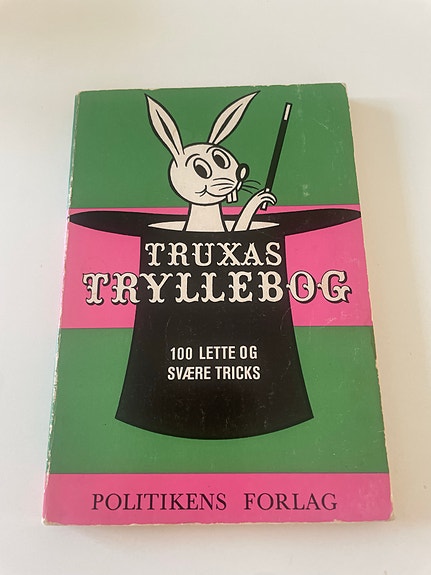 TRUXAS
TRYLLEBOG
100 LETTE OG
SVÆRE TRICKS
POLITIKENS FORLAG